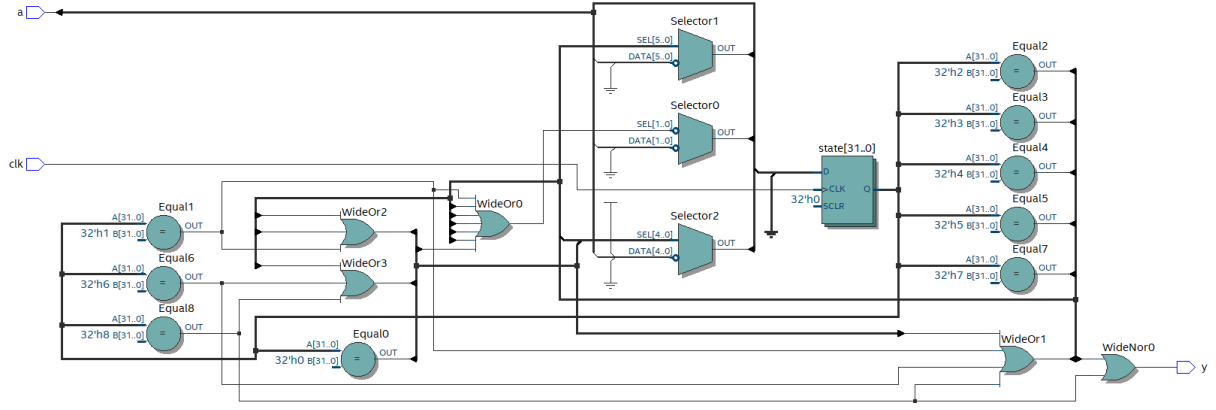 a
clk
Selector1
SEL[5..0]
DATA[5..0]
OUT
Selector0
SEL[1..0]
DATA[1..0]
OUT
Selector2
SEL[4..0]
DATA[4..0]
OUT
state[31..0]
D
CLK
32'h0 SCLR
Q
Equal2
A[31..0]
32'h2 B[31..0]
=
OUT
Equal3
A[31..0]
32'h3 B[31..0]
=
OUT
Equal4
A[31..0]
32'h4 B[31..0]
=
OUT
Equal5
A[31..0]
32'h5 B[31..0]
=
OUT
Equal7
A[31..0]
32'h7 B[31..0]
=
OUT
Equal1
A[31..0]
32'h1 B[31..0]
=
OUT
Equal6
A[31..0]
32'h6 B[31..0]
=
OUT
Equal8
A[31..0]
32'h8 B[31..0]
=
OUT
WideOr2
WideOr3
WideOr0
Equal0
A[31..0]
32'h0 B[31..0]
=
OUT
WideOr1
WideNor0
y